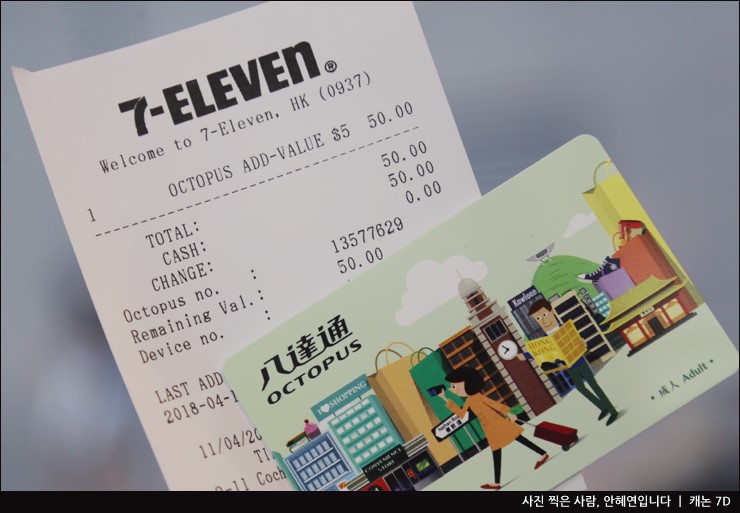 7-ELEVEN®
Welcome to 7-Eleven, HK (0937)
1 OCTOPUS ADD-VALUE $5 50.00
TOTAL: 50.00
CASH: 50.00
CHANGE: 0.00
Octopus no. : 13577629
Remaining Val.: 50.00
Device no. :
LAST ADD
2018-04-1
11/04/20
八達通
OCTOPUS
I SHOPPING
CONVENIENCE
STORE
Kowloon
HONG
KONG
成人 Adult
사진 찍은 사람, 안혜연입니다 | 캐논 7D